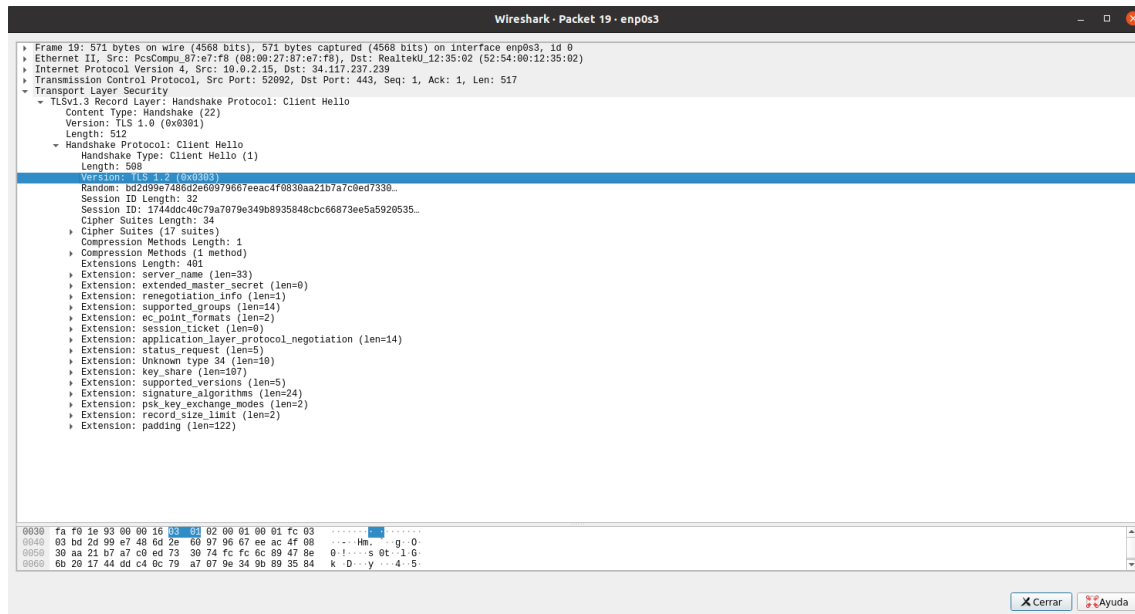 Wireshark · Packet 19 · enp0s3
Frame 19: 571 bytes on wire (4568 bits), 571 bytes captured (4568 bits) on interface enp0s3, id 0
Ethernet II, Src: PcsCompu_87:e7:f8 (08:00:27:87:e7:f8), Dst: RealtekU_12:35:02 (52:54:00:12:35:02)
Internet Protocol Version 4, Src: 10.0.2.15, Dst: 34.117.237.239
Transmission Control Protocol, Src Port: 52092, Dst Port: 443, Seq: 1, Ack: 1, Len: 517
Transport Layer Security
TLSv1.3 Record Layer: Handshake Protocol: Client Hello
Content Type: Handshake (22)
Version: TLS 1.0 (0x0301)
Length: 512
Handshake Protocol: Client Hello
Handshake Type: Client Hello (1)
Length: 508
Version: TLS 1.2 (0x0303)
Random: bd2d99e7486d2e60979667eeac4f0830aa21b7a7c0ed7330…
Session ID Length: 32
Session ID: 1744ddc40c79a7079e349b8935848cbc66873ee5a5920535…
Cipher Suites Length: 34
Cipher Suites (17 suites)
Compression Methods Length: 1
Compression Methods (1 method)
Extensions Length: 401
Extension: server_name (len=33)
Extension: extended_master_secret (len=0)
Extension: renegotiation_info (len=1)
Extension: supported_groups (len=14)
Extension: ec_point_formats (len=2)
Extension: session_ticket (len=0)
Extension: application_layer_protocol_negotiation (len=14)
Extension: status_request (len=5)
Extension: Unknown type 34 (len=10)
Extension: key_share (len=107)
Extension: supported_versions (len=5)
Extension: signature_algorithms (len=24)
Extension: psk_key_exchange_modes (len=2)
Extension: record_size_limit (len=2)
Extension: padding (len=122)
0030 fa f0 1e 93 00 00 16 03 01 02 00 01 00 01 fc 03 ················
0040 03 bd 2d 99 e7 48 6d 2e 60 97 96 67 ee ac 4f 08 ··-··Hm. `··g··O·
0050 30 aa 21 b7 a7 c0 ed 73 30 74 fc fc 6c 89 47 8e 0·!····s 0t··l·G·
0060 6b 20 17 44 dd c4 0c 79 a7 07 9e 34 9b 89 35 84 k ·D···y ···4··5·
Cerrar
Ayuda